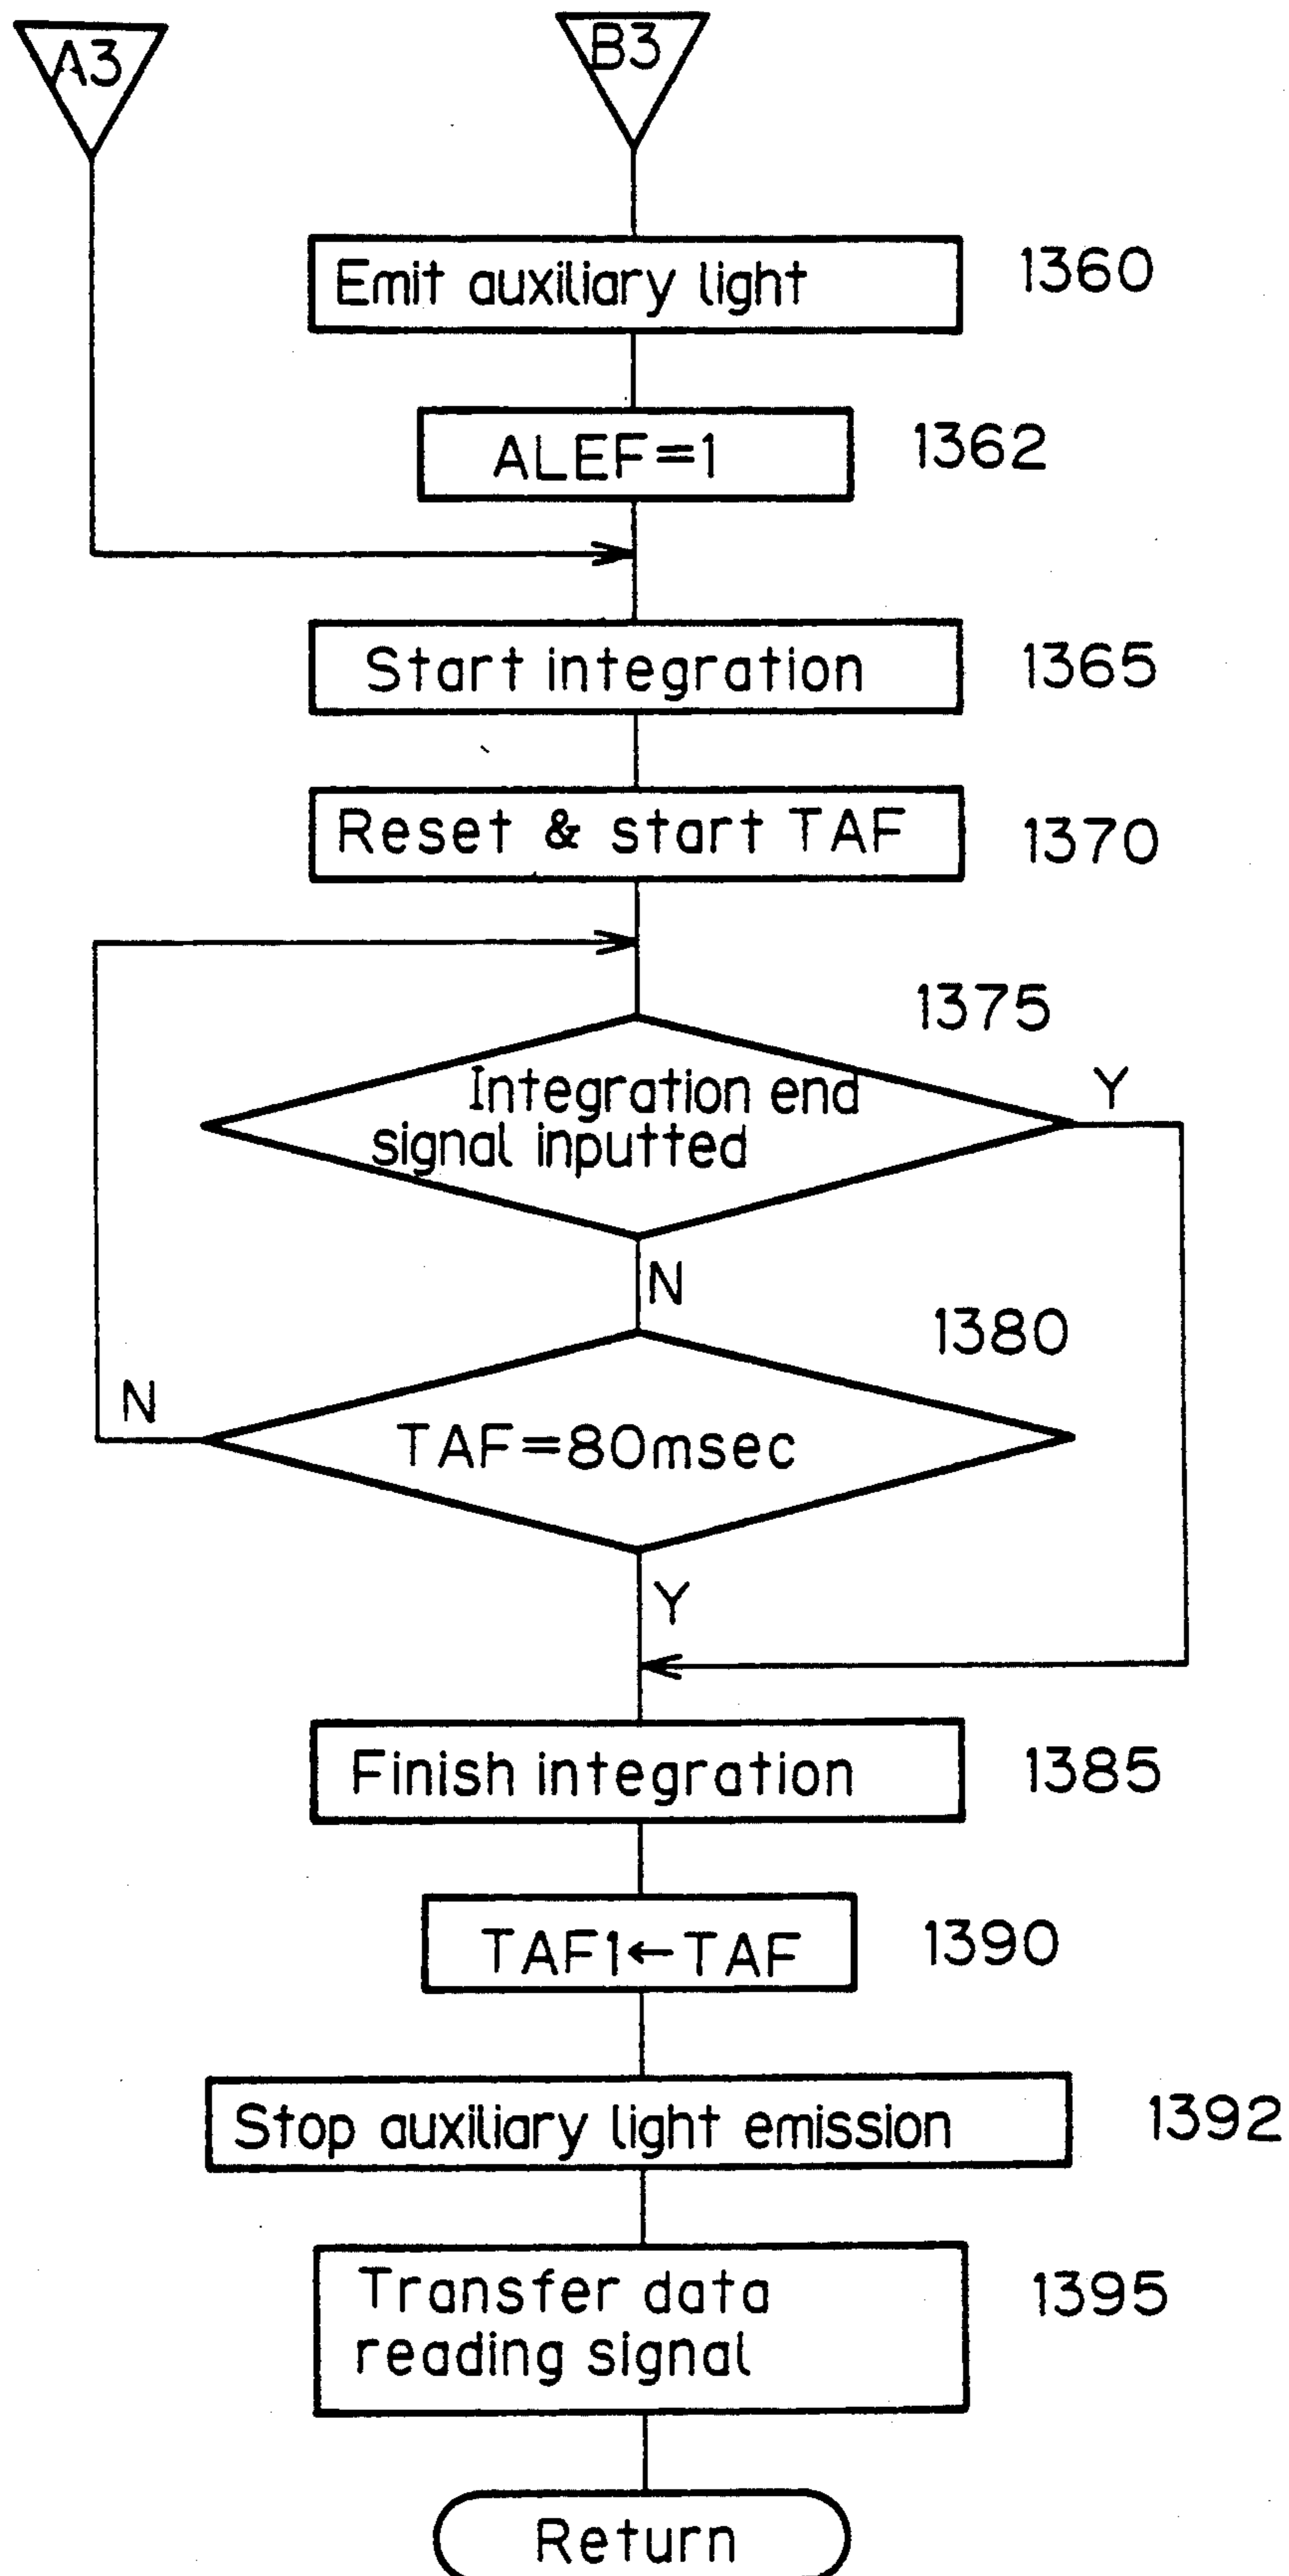 A3
B3
Emit auxiliary light
1360
ALEF=1
1362
Start integration
1365
Reset & start TAF
1370
1375
Integration end
signal inputted
Y
N
1380
TAF=80msec
N
Y
Finish integration
1385
TAF1←TAF
1390
Stop auxiliary light emission
1392
Transfer data
reading signal
1395
Return